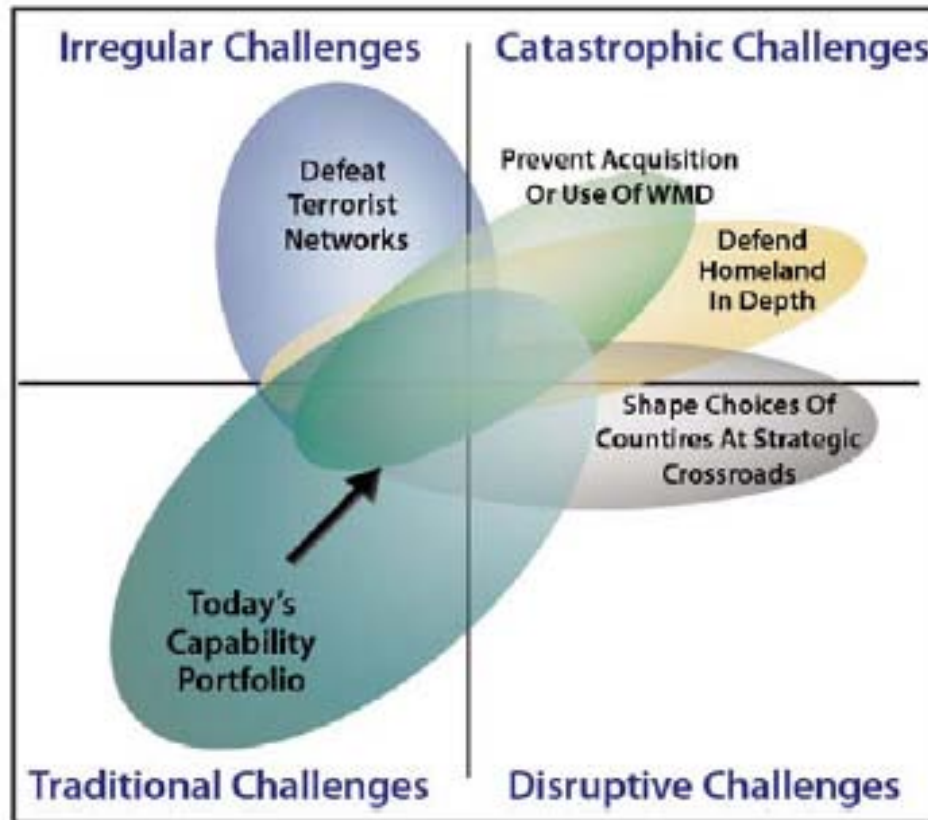 Irregular Challenges
Catastrophic Challenges
Defeat
Terrorist
Networks
Prevent Acquisition
Or Use Of WMD
Defend
Homeland
In Depth
Shape Choices Of
Countires At Strategic
Crossroads
Today's
Capability
Portfolio
Traditional Challenges
Disruptive Challenges